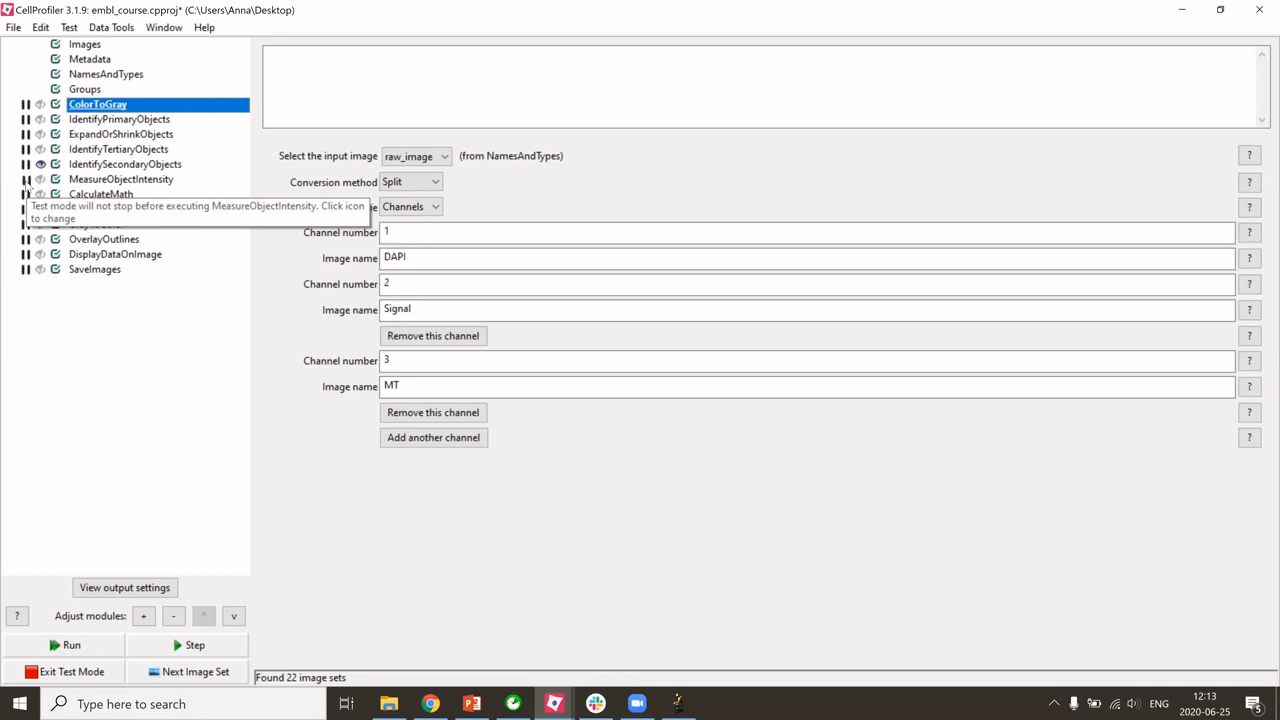 CellProfiler 3.1.9: embl_course.cpproj* (C:\Users\Anna\Desktop)
File Edit Test Data Tools Window Help
Images
Metadata
NamesAndTypes
Groups
ColorToGray
IdentifyPrimaryObjects
ExpandOrShrinkObjects
IdentifyTertiaryObjects
IdentifySecondaryObjects
MeasureObjectIntensity
CalculateMath
Test mode will not stop before executing MeasureObjectIntensity. Click icon
to change
OverlayOutlines
DisplayDataOnImage
SaveImages
Select the input image raw_image (from NamesAndTypes) ?
Conversion method Split ?
Channels ?
Channel number 1 ?
Image name DAPI ?
Channel number 2 ?
Image name Signal ?
Remove this channel ?
Channel number 3 ?
Image name MT ?
Remove this channel ?
Add another channel ?
View output settings
? Adjust modules: + - ^ v
Run Step
Exit Test Mode Next Image Set
Found 22 image sets
Type here to search
ENG
12:13
2020-06-25